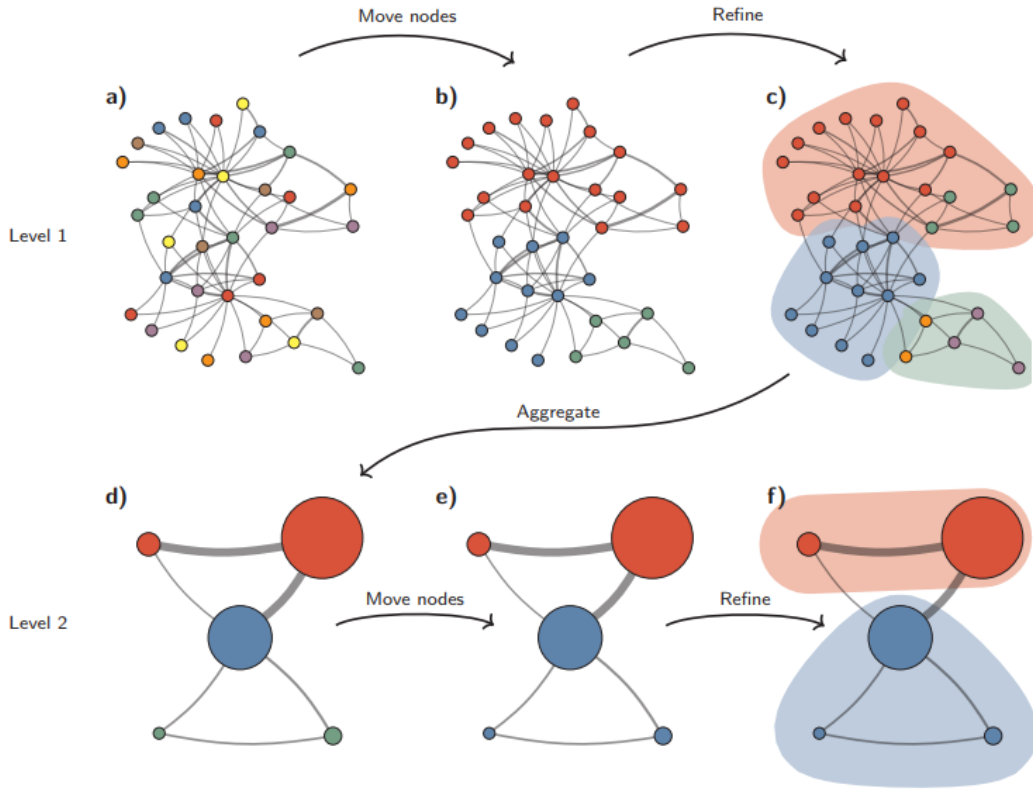 Move nodes
Refine
a)
b)
c)
Level 1
Aggregate
d)
e)
f)
Move nodes
Refine
Level 2